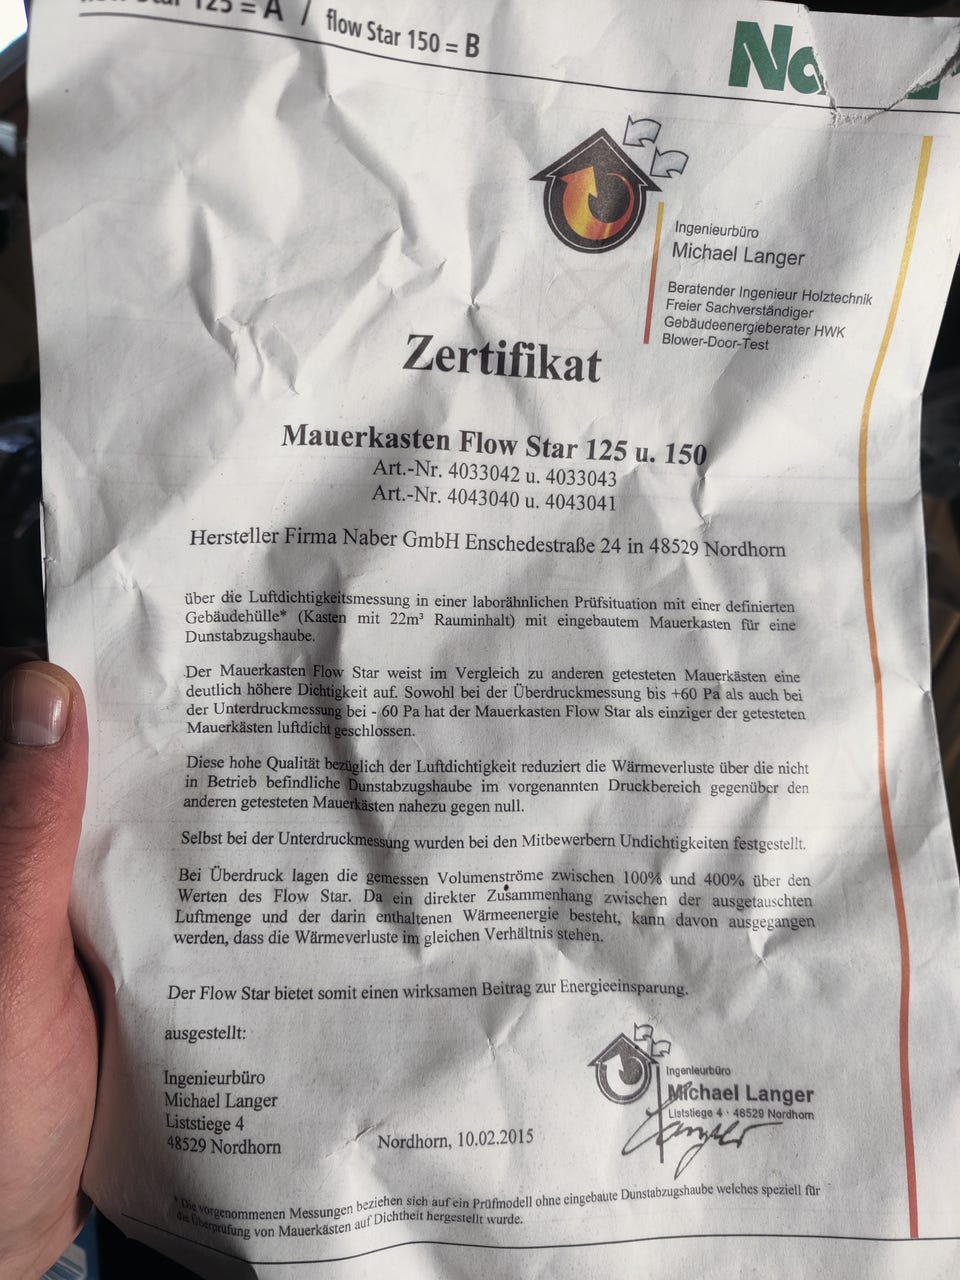 Star 125 = A / flow Star 150 = B
Ingenieurbüro
Michael Langer
Beratender Ingenieur Holztechnik
Freier Sachverständiger
Gebäudeenergieberater HWK
Blower-Door-Test
Zertifikat
Mauerkasten Flow Star 125 u. 150
Art.-Nr. 4033042 u. 4033043
Art.-Nr. 4043040 u. 4043041
Hersteller Firma Naber GmbH Enschedestraße 24 in 48529 Nordhorn
über die Luftdichtigkeitsmessung in einer laborähnlichen Prüfsituation mit einer definierten
Gebäudehülle* (Kasten mit 22m³ Rauminhalt) mit eingebautem Mauerkasten für eine
Dunstabzugshaube.
Der Mauerkasten Flow Star weist im Vergleich zu anderen getesteten Mauerkästen eine
deutlich höhere Dichtigkeit auf. Sowohl bei der Überdruckmessung bis +60 Pa als auch bei
der Unterdruckmessung bei - 60 Pa hat der Mauerkasten Flow Star als einziger der getesteten
Mauerkästen luftdicht geschlossen.
Diese hohe Qualität bezüglich der Luftdichtigkeit reduziert die Wärmeverluste über die nicht
in Betrieb befindliche Dunstabzugshaube im vorgenannten Druckbereich gegenüber den
anderen getesteten Mauerkästen nahezu gegen null.
Selbst bei der Unterdruckmessung wurden bei den Mitbewerbern Undichtigkeiten festgestellt.
Bei Überdruck lagen die gemessen Volumenströme zwischen 100% und 400% über den
Werten des Flow Star. Da ein direkter Zusammenhang zwischen der ausgetauschten
Luftmenge und der darin enthaltenen Wärmeenergie besteht, kann davon ausgegangen
werden, dass die Wärmeverluste im gleichen Verhältnis stehen.
Der Flow Star bietet somit einen wirksamen Beitrag zur Energieeinsparung.
ausgestellt:
Ingenieurbüro
Michael Langer
Liststiege 4
48529 Nordhorn
Nordhorn, 10.02.2015
Ingenieurbüro
Michael Langer
Liststiege 4 · 48529 Nordhorn
Langer
* Die vorgenommenen Messungen beziehen sich auf ein Prüfmodell ohne eingebaute Dunstabzugshaube welches speziell für
die Überprüfung von Mauerkästen auf Dichtheit hergestellt wurde.